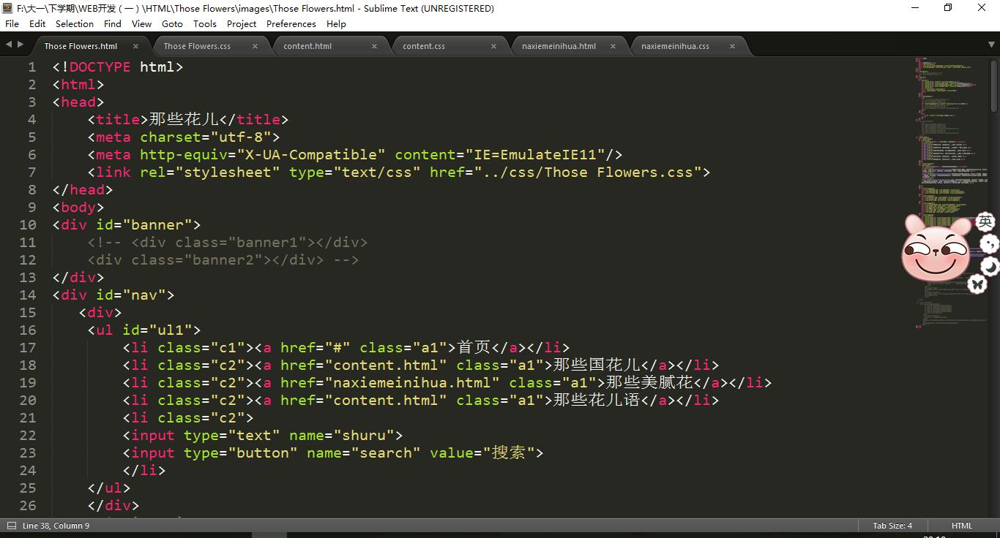 F:\大一\下学期\WEB开发（一）\HTML\Those Flowers\images\Those Flowers.html - Sublime Text (UNREGISTERED)
File Edit Selection Find View Goto Tools Project Preferences Help
Those Flowers.html × Those Flowers.css × content.html × content.css × naxiemeinihua.html × naxiemeinihua.css ×
1 <!DOCTYPE html>
2 <html>
3 <head>
4 <title>那些花儿</title>
5 <meta charset="utf-8">
6 <meta http-equiv="X-UA-Compatible" content="IE=EmulateIE11"/>
7 <link rel="stylesheet" type="text/css" href="../css/Those Flowers.css">
8 </head>
9 <body>
10 <div id="banner">
11 <!-- <div class="banner1"></div>
12 <div class="banner2"></div> -->
13 </div>
14 <div id="nav">
15 <div>
16 <ul id="ul1">
17 <li class="c1"><a href="#" class="a1">首页</a></li>
18 <li class="c2"><a href="content.html" class="a1">那些国花儿</a></li>
19 <li class="c2"><a href="naxiemeinihua.html" class="a1">那些美腻花</a></li>
20 <li class="c2"><a href="content.html" class="a1">那些花儿语</a></li>
21 <li class="c2">
22 <input type="text" name="shuru">
23 <input type="button" name="search" value="搜索">
24 </li>
25 </ul>
26 </div>
英
Line 38, Column 9 Tab Size: 4 HTML